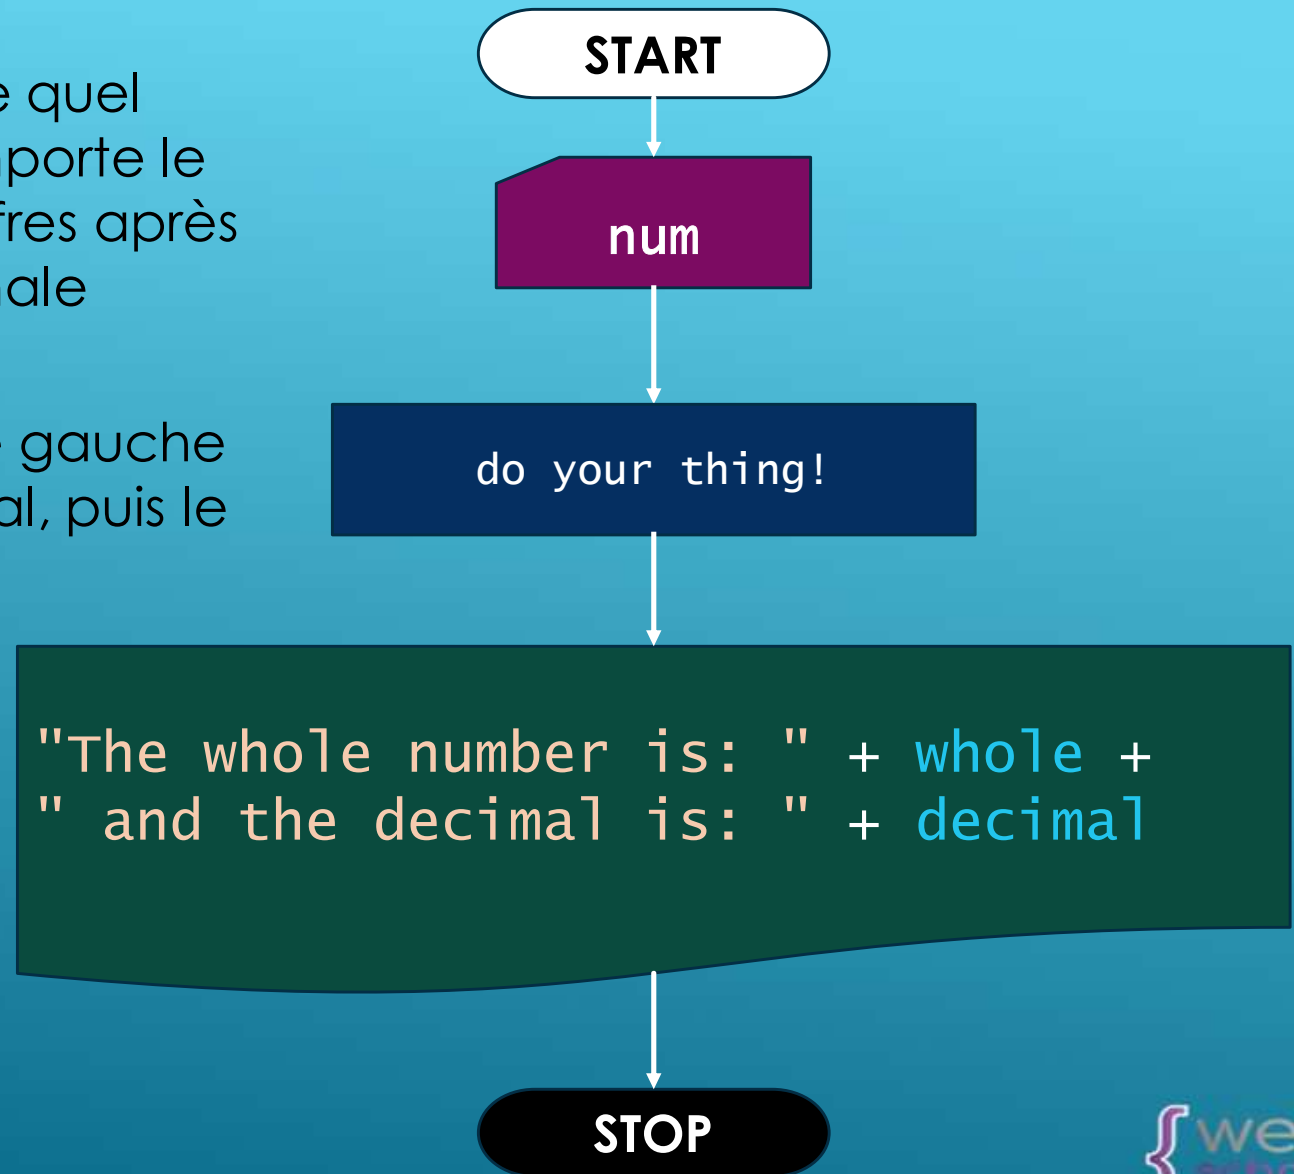 START
e quel
porte le
fres après
ale
num
gauche
al, puis le
do your thing!
"The whole number is: " + whole +
" and the decimal is: " + decimal
STOP
{ we